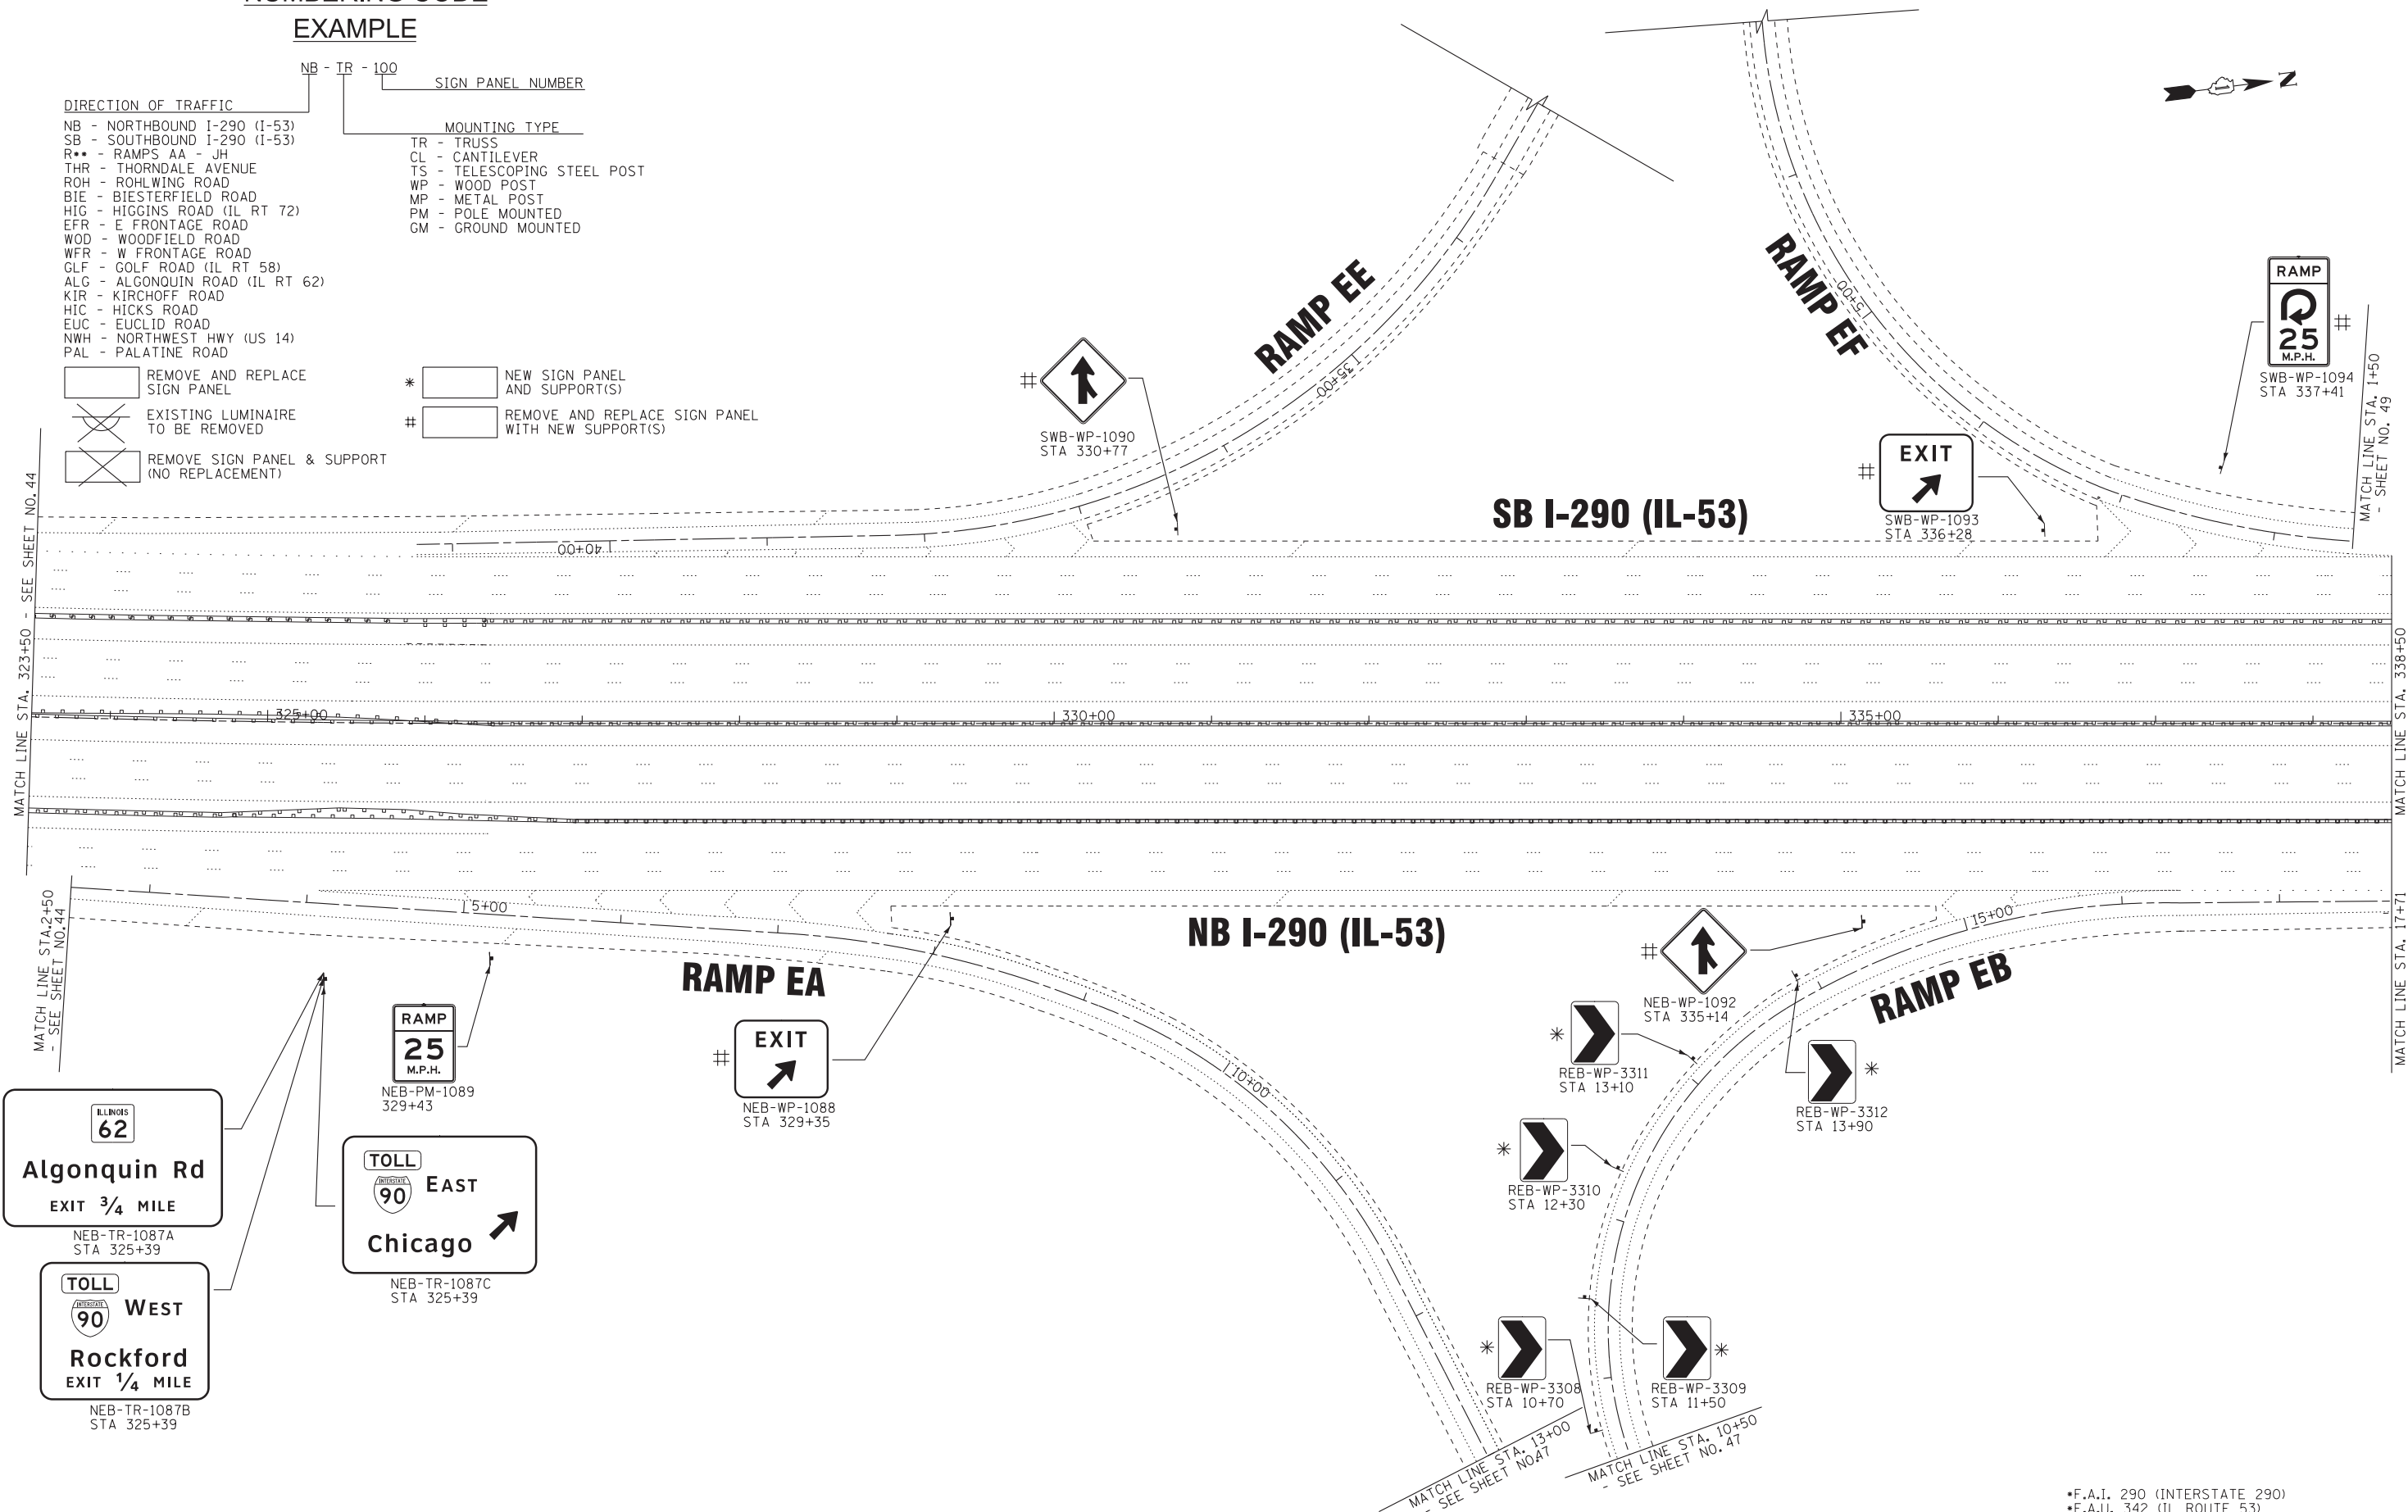 NUMBERING CODE
EXAMPLE
NB - TR - 100
SIGN PANEL NUMBER
DIRECTION OF TRAFFIC
NB - NORTHBOUND I-290 (I-53)
SB - SOUTHBOUND I-290 (I-53)
R** - RAMPS AA - JH
THR - THORNDALE AVENUE
ROH - ROHLWING ROAD
BIE - BIESTERFIELD ROAD
HIG - HIGGINS ROAD (IL RT 72)
EFR - E FRONTAGE ROAD
WOD - WOODFIELD ROAD
WFR - W FRONTAGE ROAD
GLF - GOLF ROAD (IL RT 58)
ALG - ALGONQUIN ROAD (IL RT 62)
KIR - KIRCHOFF ROAD
HIC - HICKS ROAD
EUC - EUCLID ROAD
NWH - NORTHWEST HWY (US 14)
PAL - PALATINE ROAD
MOUNTING TYPE
TR - TRUSS
CL - CANTILEVER
TS - TELESCOPING STEEL POST
WP - WOOD POST
MP - METAL POST
PM - POLE MOUNTED
GM - GROUND MOUNTED
REMOVE AND REPLACE
SIGN PANEL
EXISTING LUMINAIRE
TO BE REMOVED
REMOVE SIGN PANEL & SUPPORT
(NO REPLACEMENT)
*
NEW SIGN PANEL
AND SUPPORT(S)
#
REMOVE AND REPLACE SIGN PANEL
WITH NEW SUPPORT(S)
N
RAMP EE
35+00
40+00
RAMP EF
5+00
#
SWB-WP-1090
STA 330+77
SB I-290 (IL-53)
#
EXIT
SWB-WP-1093
STA 336+28
RAMP
25
M.P.H.
#
SWB-WP-1094
STA 337+41
MATCH LINE STA. 1+50
- SEE SHEET NO. 49
MATCH LINE STA. 323+50 - SEE SHEET NO. 44
325+00
330+00
335+00
MATCH LINE STA. 338+50
MATCH LINE STA. 17+71
MATCH LINE STA.2+50
- SEE SHEET NO.44
5+00
RAMP EA
10+00
NB I-290 (IL-53)
RAMP EB
15+00
RAMP
25
M.P.H.
NEB-PM-1089
329+43
#
EXIT
NEB-WP-1088
STA 329+35
#
NEB-WP-1092
STA 335+14
*
REB-WP-3311
STA 13+10
*
REB-WP-3312
STA 13+90
*
REB-WP-3310
STA 12+30
*
REB-WP-3308
STA 10+70
*
REB-WP-3309
STA 11+50
ILLINOIS
62
Algonquin Rd
EXIT 3/4 MILE
NEB-TR-1087A
STA 325+39
TOLL
INTERSTATE
90
WEST
Rockford
EXIT 1/4 MILE
NEB-TR-1087B
STA 325+39
TOLL
INTERSTATE
90
EAST
Chicago
NEB-TR-1087C
STA 325+39
MATCH LINE STA. 13+00
- SEE SHEET NO.47
MATCH LINE STA. 10+50
- SEE SHEET NO. 47
*F.A.I. 290 (INTERSTATE 290)
*F.A.U. 342 (IL ROUTE 53)